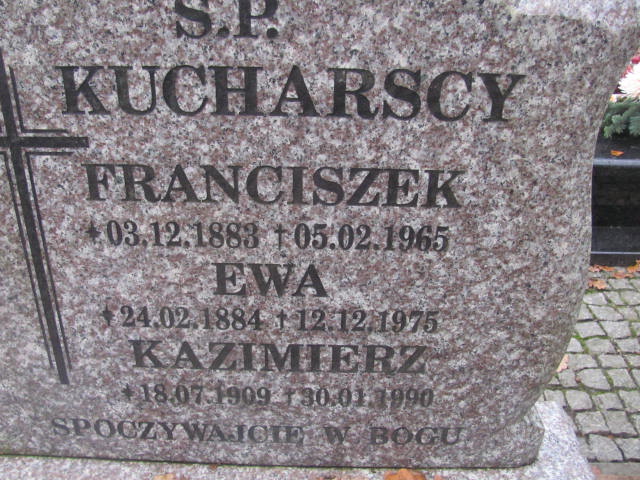 Ś.P.
KUCHARSCY
FRANCISZEK
*03.12.1883 †05.02.1965
EWA
*24.02.1884 †12.12.1975
KAZIMIERZ
*18.07.1909 †30.01.1990
SPOCZYWAJCIE W BOGU